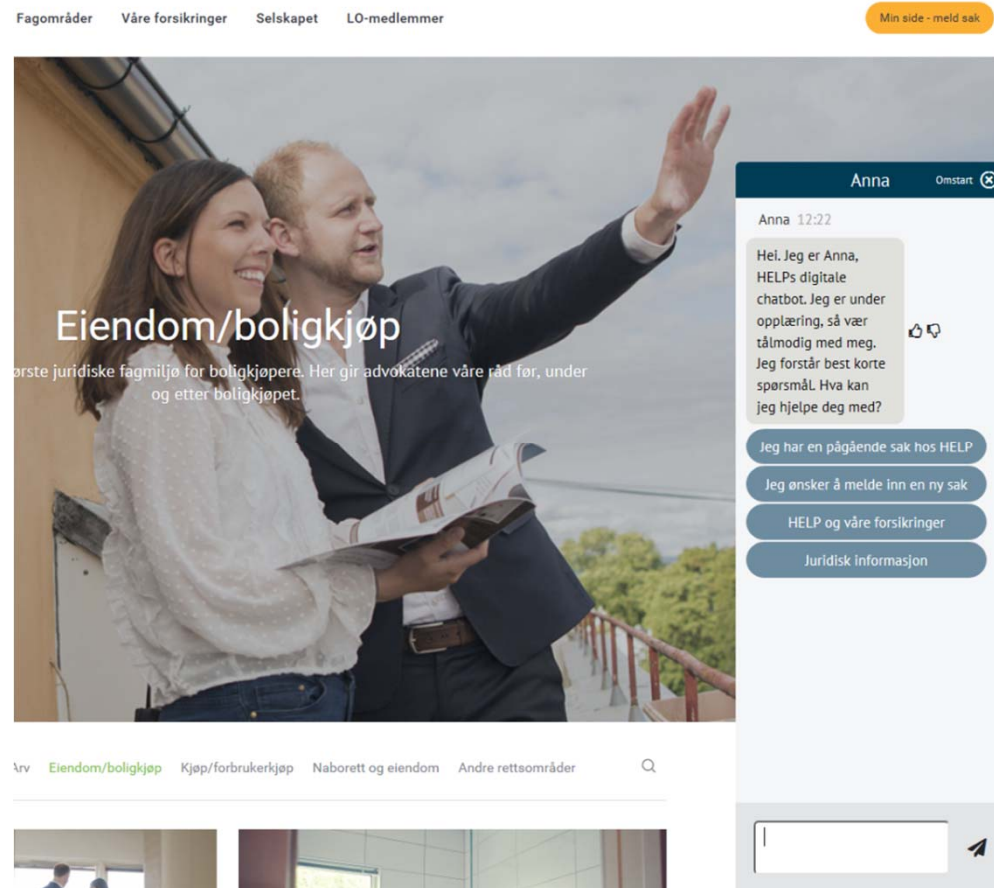 Fagområder Våre forsikringer Selskapet LO-medlemmer
Min side - meld sak
Eiendom/boligkjøp
juridiske fagmiljø for boligkjøpere. Her gir advokatene våre råd før, under
og etter boligkjøpet.
Anna Omstart
Anna 12:22
Hei. Jeg er Anna,
HELPs digitale
chatbot. Jeg er under
opplæring, så vær
tålmodig med meg.
Jeg forstår best korte
spørsmål. Hva kan
jeg hjelpe deg med?
Jeg har en pågående sak hos HELP
Jeg ønsker å melde inn en ny sak
HELP og våre forsikringer
Juridisk informasjon
Arv Eiendom/boligkjøp Kjøp/forbrukerkjøp Naborett og eiendom Andre rettsområder